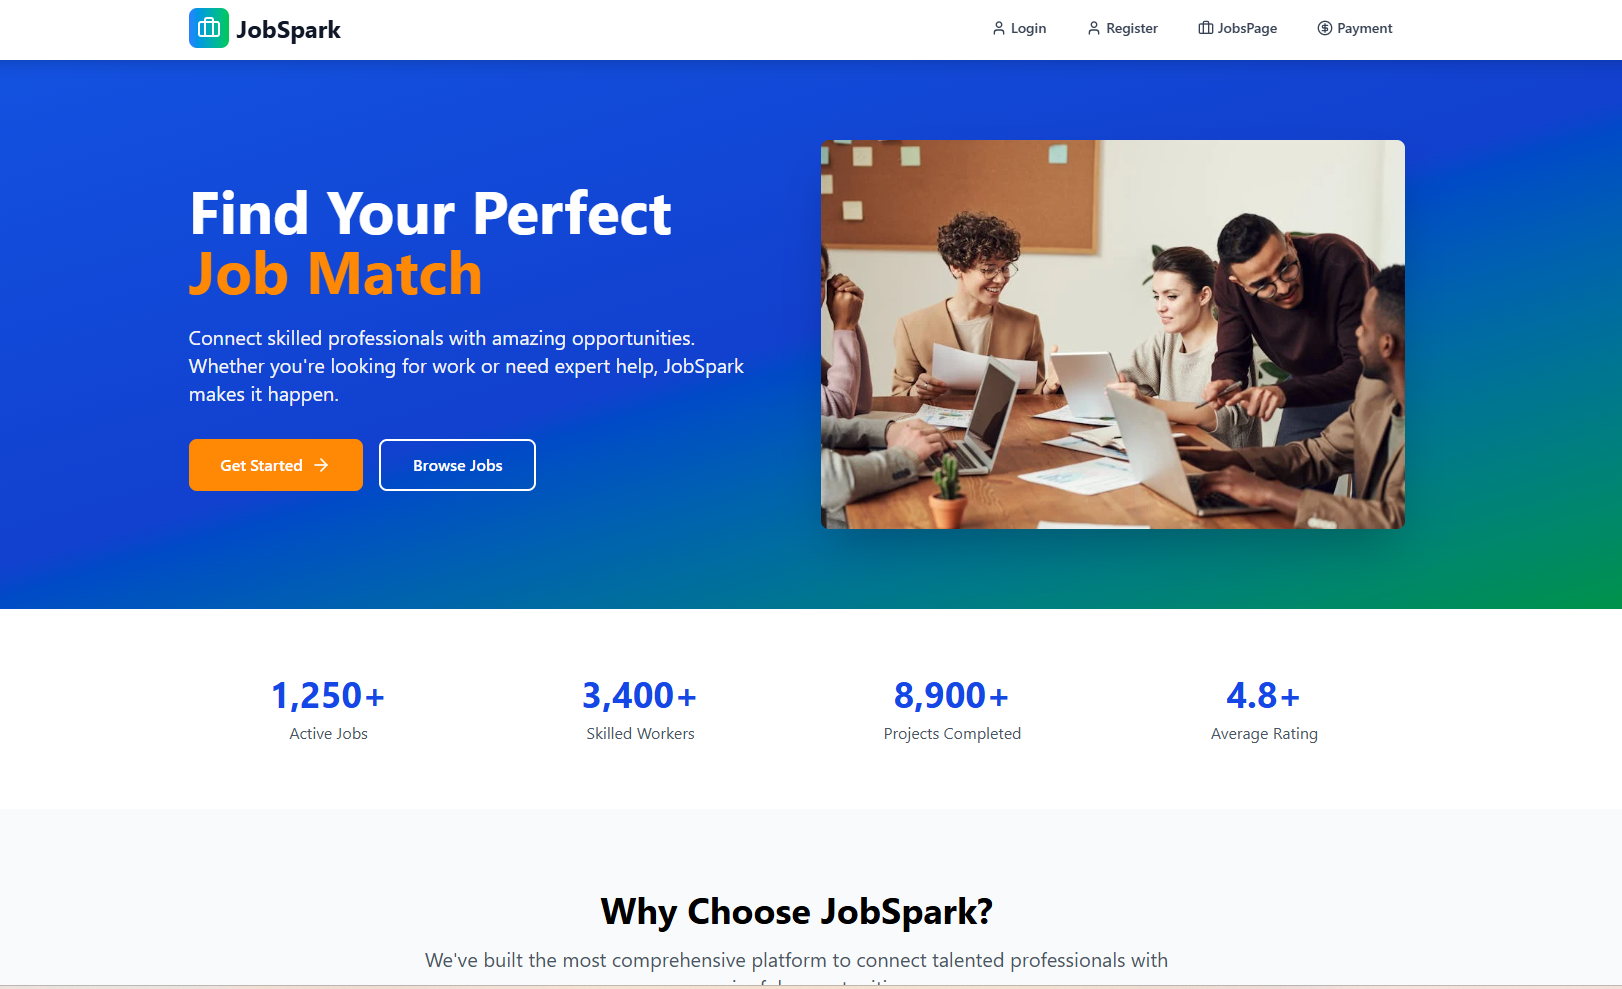 JobSpark
Login
Register
JobsPage
Payment
Find Your Perfect
Job Match
Connect skilled professionals with amazing opportunities.
Whether you're looking for work or need expert help, JobSpark
makes it happen.
Get Started
Browse Jobs
1,250+
3,400+
8,900+
4.8+
Active Jobs
Skilled Workers
Projects Completed
Average Rating
Why Choose JobSpark?
We've built the most comprehensive platform to connect talented professionals with